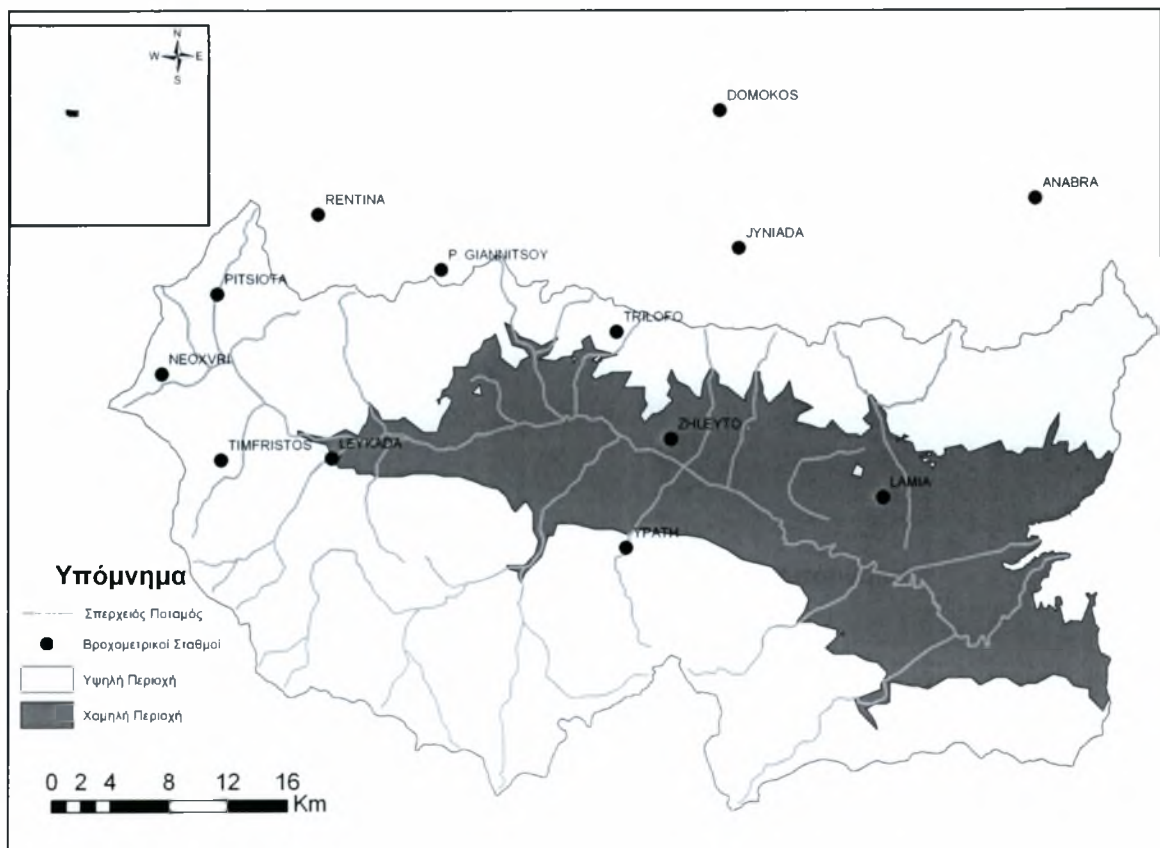 N
W E
S
DOMOKOS
ANABRA
RENTINA
JYNIADA
P GIANNITSOY
PITSIOTA
TRILOFO
NEOXVRI
ZHLEYTO
TIMFRISTOS
LEYKADA
LAMIA
YPATH
Υπόμνημα
Σπερχειός Ποταμός
Βροχομετρικοί Σταθμοί
Υψηλή Περιοχή
Χαμηλή Περιοχή
0 2 4 8 12 16
Km